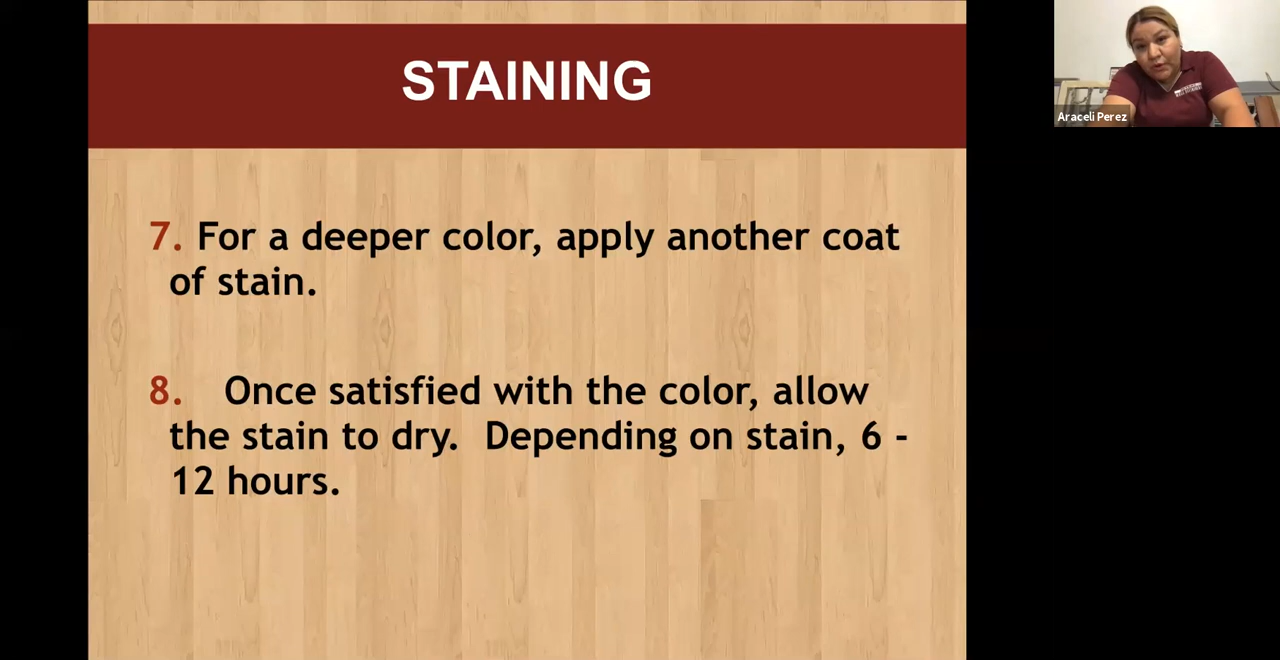 STAINING
Araceli Perez
7. For a deeper color, apply another coat
of stain.
8. Once satisfied with the color, allow
the stain to dry. Depending on stain, 6 -
12 hours.